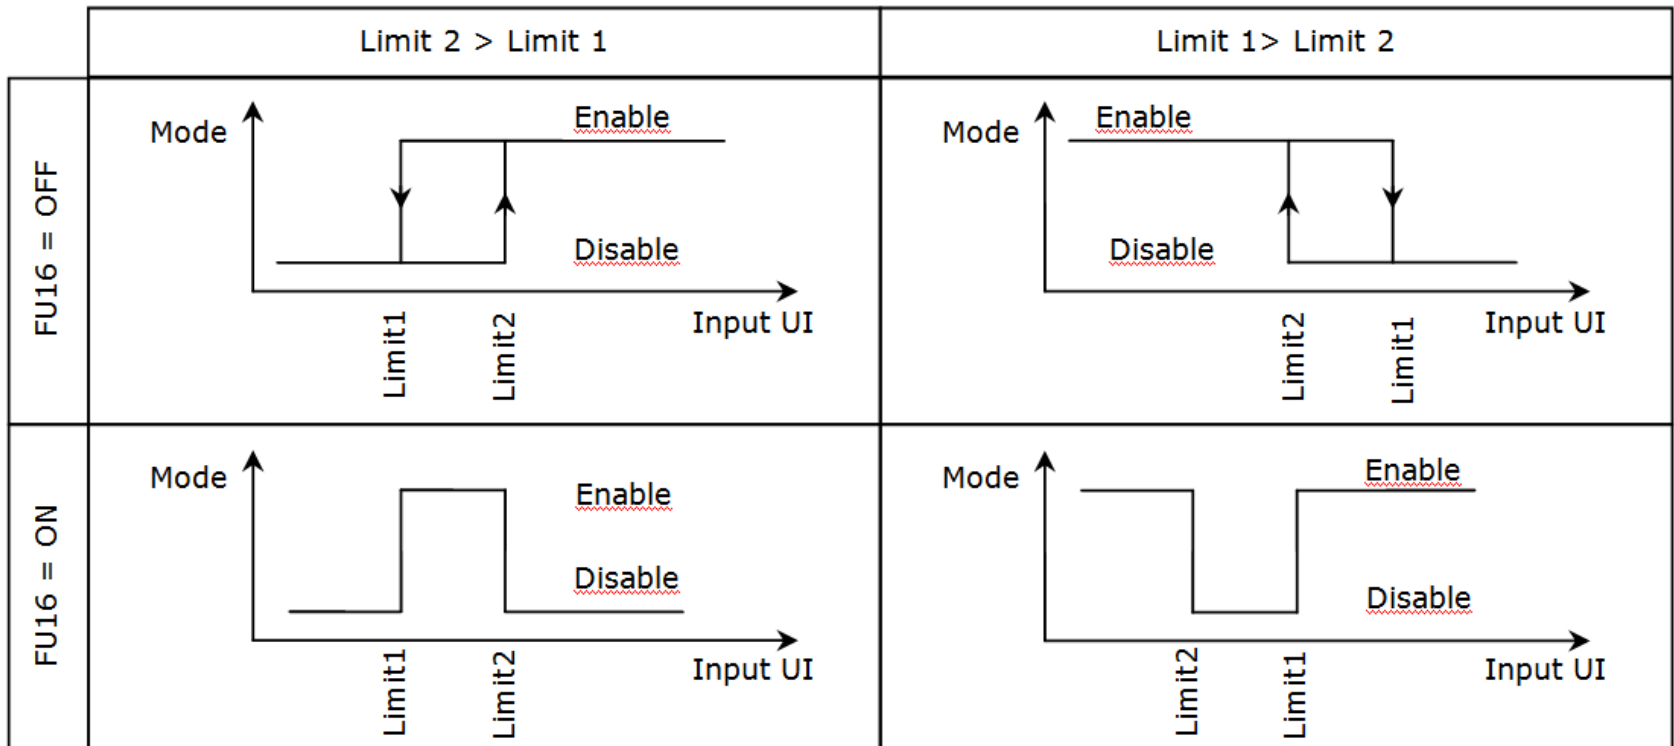 Limit 2 > Limit 1
Limit 1> Limit 2
FU16 = OFF
Mode
Enable
Disable
Input UI
Limit1
Limit2
Mode
Enable
Disable
Input UI
Limit2
Limit1
FU16 = ON
Mode
Enable
Disable
Input UI
Limit1
Limit2
Mode
Enable
Disable
Input UI
Limit2
Limit1